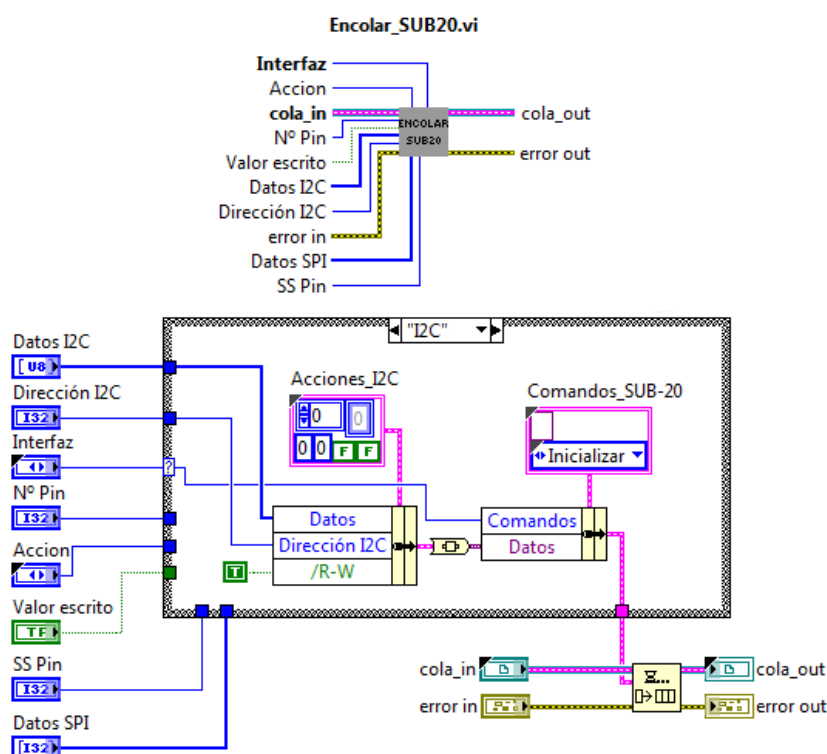 Encolar_SUB20.vi
Interfaz
Accion
cola_in
cola_out
ENCOLAR
SUB20
Nº Pin
error out
Valor escrito
Datos I2C
Dirección I2C
error in
Datos SPI
SS Pin
"I2C"
Datos I2C
[U8]
Acciones_I2C
Comandos_SUB-20
Dirección I2C
I32
0
0
Interfaz
Inicializar
0 0 F F
?
Nº Pin
I32
Datos
Comandos
Accion
Dirección I2C
Datos
T
/R-W
Valor escrito
TF
SS Pin
cola_in
cola_out
I32
error in
error out
Datos SPI
[I32]